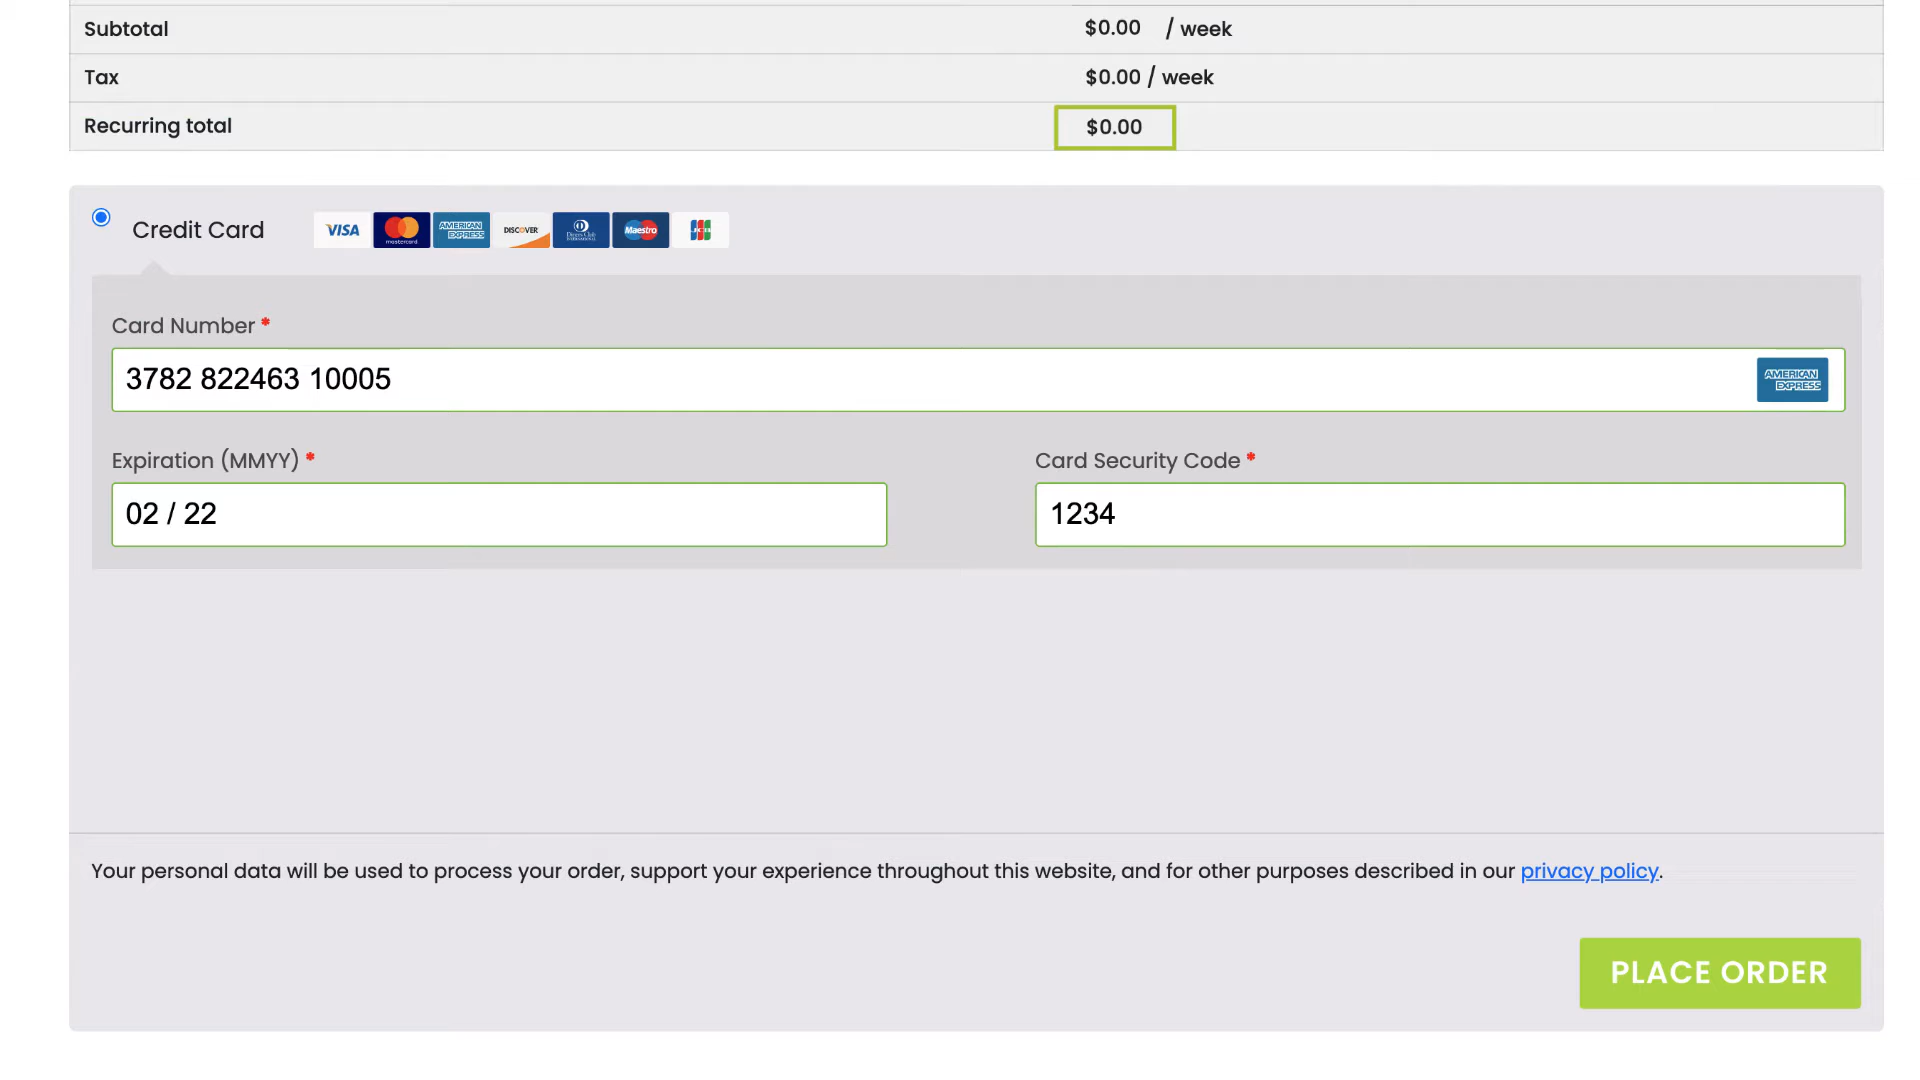 Subtotal $0.00 / week
Tax $0.00 / week
Recurring total $0.00
Credit Card VISA mastercard AMERICAN EXPRESS DISCOVER Diners Club INTERNATIONAL Maestro JCB
Card Number *
3782 822463 10005 AMERICAN EXPRESS
Expiration (MMYY) * Card Security Code *
02 / 22 1234
Your personal data will be used to process your order, support your experience throughout this website, and for other purposes described in our privacy policy.
PLACE ORDER